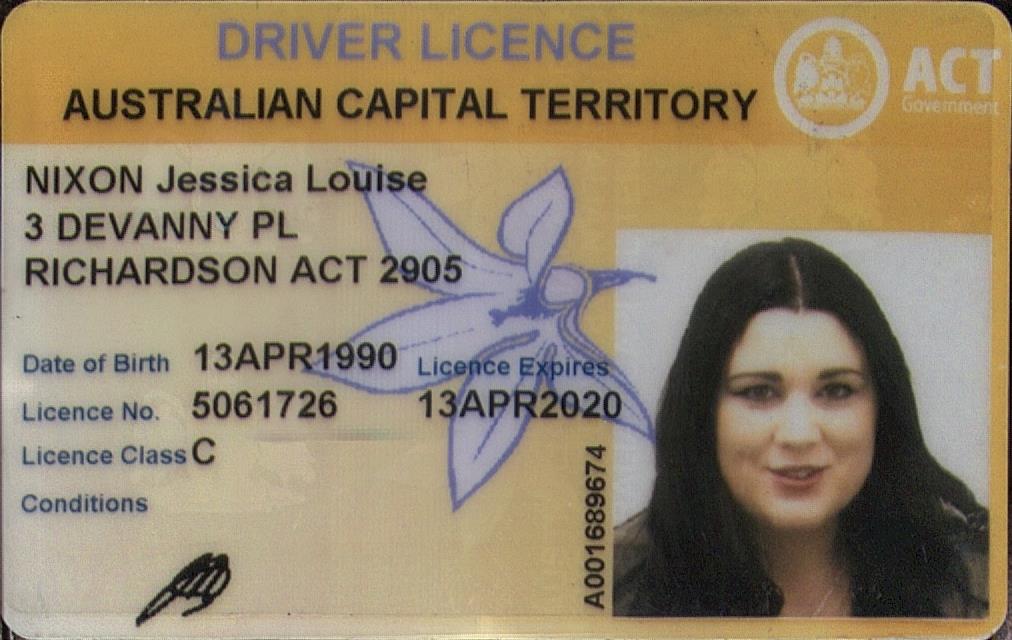 DRIVER LICENCE
AUSTRALIAN CAPITAL TERRITORY
ACT
Government
NIXON Jessica Louise
3 DEVANNY PL
RICHARDSON ACT 2905
Date of Birth 13APR1990
Licence Expires
Licence No. 5061726
13APR2020
Licence Class C
Conditions
A001689674